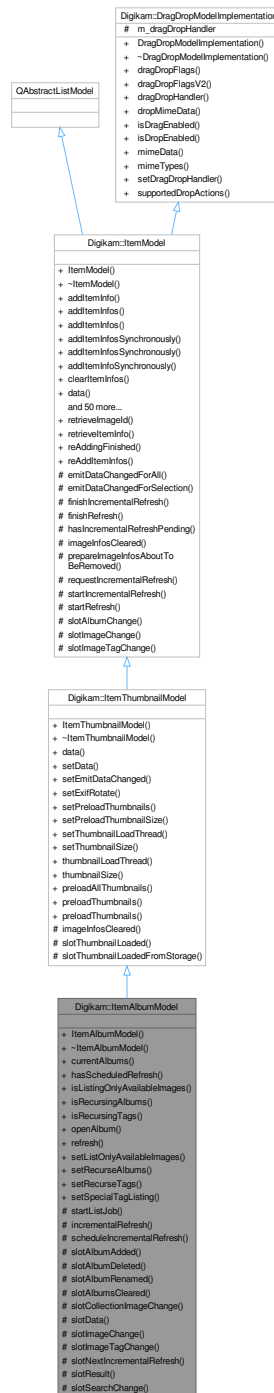 Digikam::DragDropModelImplementation
# m_dragDropHandler
+ DragDropModelImplementation()
+ ~DragDropModelImplementation()
+ dragDropFlags()
+ dragDropFlagsV2()
+ dragDropHandler()
+ dropMimeData()
+ isDragEnabled()
+ isDropEnabled()
+ mimeData()
+ mimeTypes()
+ setDragDropHandler()
+ supportedDropActions()
QAbstractListModel
Digikam::ItemModel
+ ItemModel()
+ ~ItemModel()
+ addItemInfo()
+ addItemInfos()
+ addItemInfos()
+ addItemInfosSynchronously()
+ addItemInfosSynchronously()
+ addItemInfoSynchronously()
+ clearItemInfos()
+ data()
and 50 more...
+ retrieveImageId()
+ retrieveItemInfo()
+ reAddingFinished()
+ reAddItemInfos()
# emitDataChangedForAll()
# emitDataChangedForSelection()
# finishIncrementalRefresh()
# finishRefresh()
# hasIncrementalRefreshPending()
# imageInfosCleared()
# prepareImageInfosAboutTo
BeRemoved()
# requestIncrementalRefresh()
# startIncrementalRefresh()
# startRefresh()
# slotAlbumChange()
# slotImageChange()
# slotImageTagChange()
Digikam::ItemThumbnailModel
+ ItemThumbnailModel()
+ ~ItemThumbnailModel()
+ data()
+ setData()
+ setEmitDataChanged()
+ setExifRotate()
+ setPreloadThumbnails()
+ setPreloadThumbnailSize()
+ setThumbnailLoadThread()
+ setThumbnailSize()
+ thumbnailLoadThread()
+ thumbnailSize()
+ preloadAllThumbnails()
+ preloadThumbnails()
+ preloadThumbnails()
# imageInfosCleared()
# slotThumbnailLoaded()
# slotThumbnailLoadedFromStorage()
Digikam::ItemAlbumModel
+ ItemAlbumModel()
+ ~ItemAlbumModel()
+ currentAlbums()
+ hasScheduledRefresh()
+ isListingOnlyAvailableImages()
+ isRecursingAlbums()
+ isRecursingTags()
+ openAlbum()
+ refresh()
+ setListOnlyAvailableImages()
+ setRecurseAlbums()
+ setRecurseTags()
+ setSpecialTagListing()
# startListJob()
# incrementalRefresh()
# scheduleIncrementalRefresh()
# slotAlbumAdded()
# slotAlbumDeleted()
# slotAlbumRenamed()
# slotAlbumsCleared()
# slotCollectionImageChange()
# slotData()
# slotImageChange()
# slotImageTagChange()
# slotNextIncrementalRefresh()
# slotResult()
# slotSearchChange()